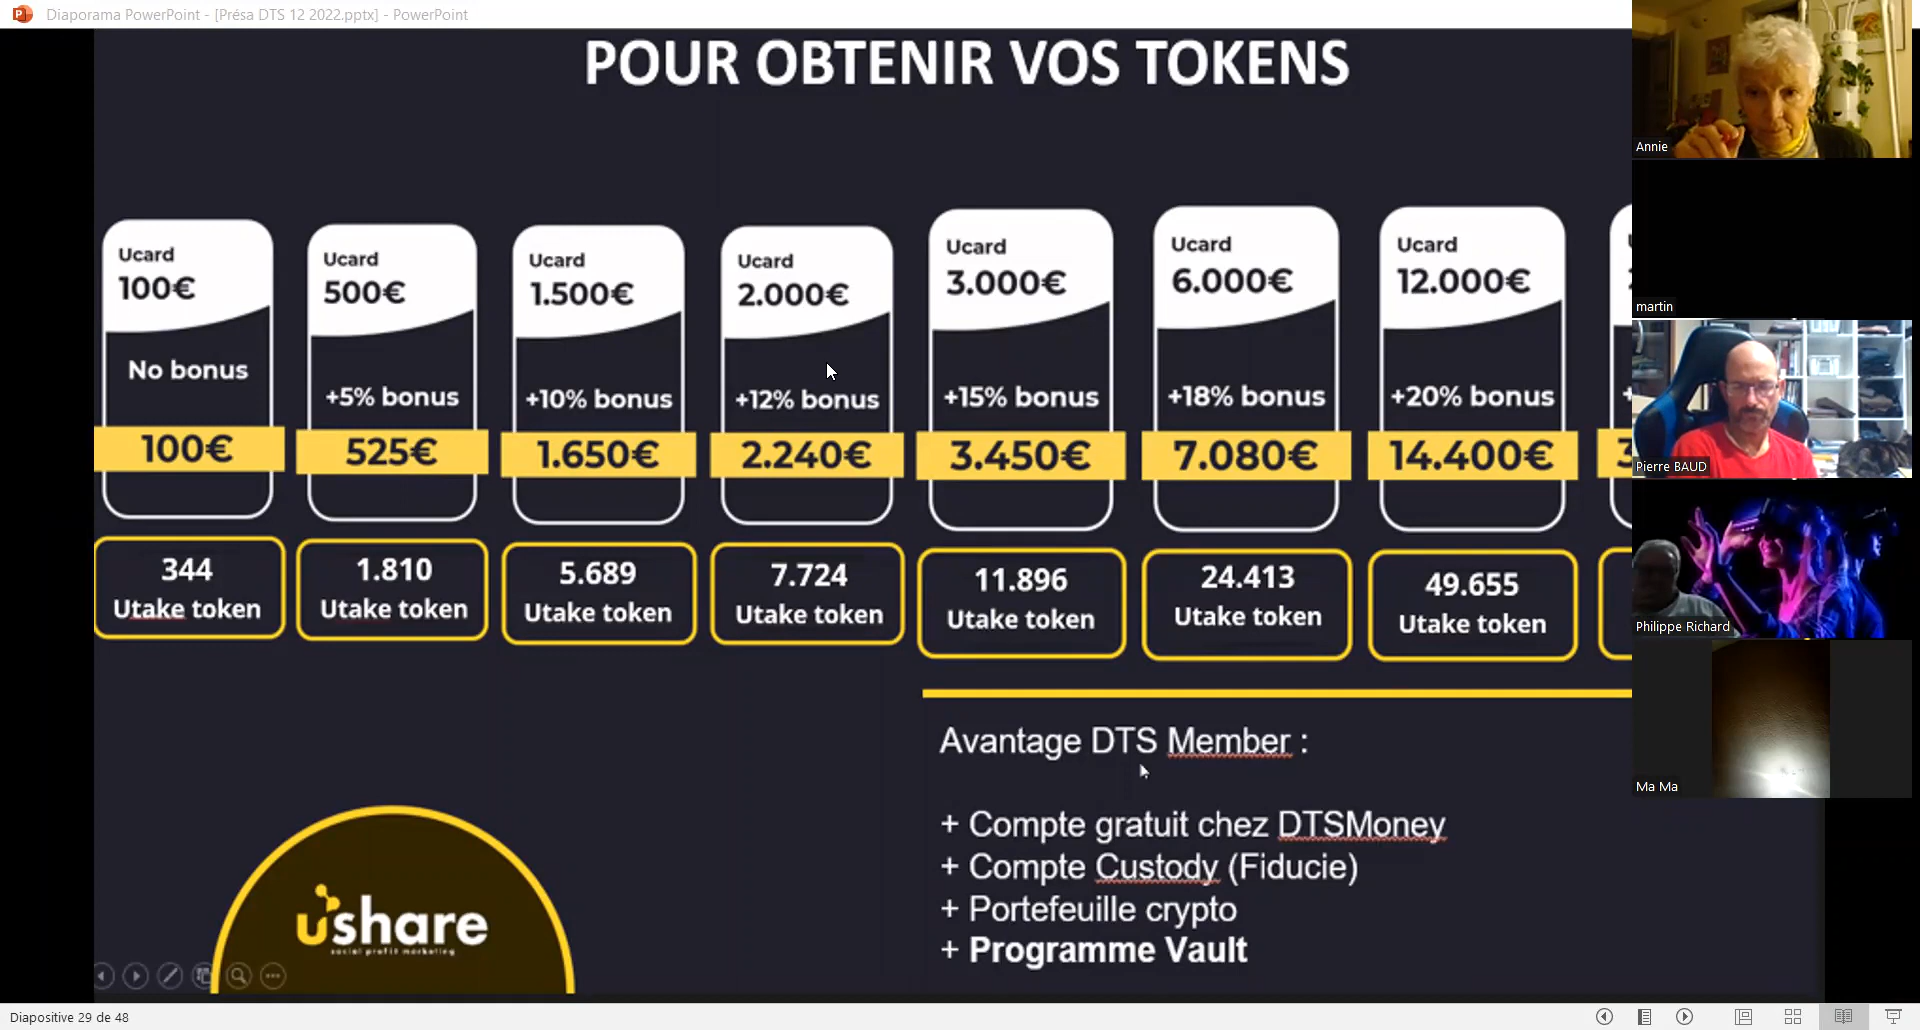 Diaporama PowerPoint - [Présa DTS 12 2022.pptx] - PowerPoint
POUR OBTENIR VOS TOKENS
Ucard
100€
No bonus
100€
344
Utake token
Ucard
500€
+5% bonus
525€
1.810
Utake token
Ucard
1.500€
+10% bonus
1.650€
5.689
Utake token
Ucard
2.000€
+12% bonus
2.240€
7.724
Utake token
Ucard
3.000€
+15% bonus
3.450€
11.896
Utake token
Ucard
6.000€
+18% bonus
7.080€
24.413
Utake token
Ucard
12.000€
+20% bonus
14.400€
49.655
Utake token
Avantage DTS Member :
+ Compte gratuit chez DTSMoney
+ Compte Custody (Fiducie)
+ Portefeuille crypto
+ Programme Vault
ushare
social profit marketing
Annie
martin
Pierre BAUD
Philippe Richard
Ma Ma
Diapositive 29 de 48